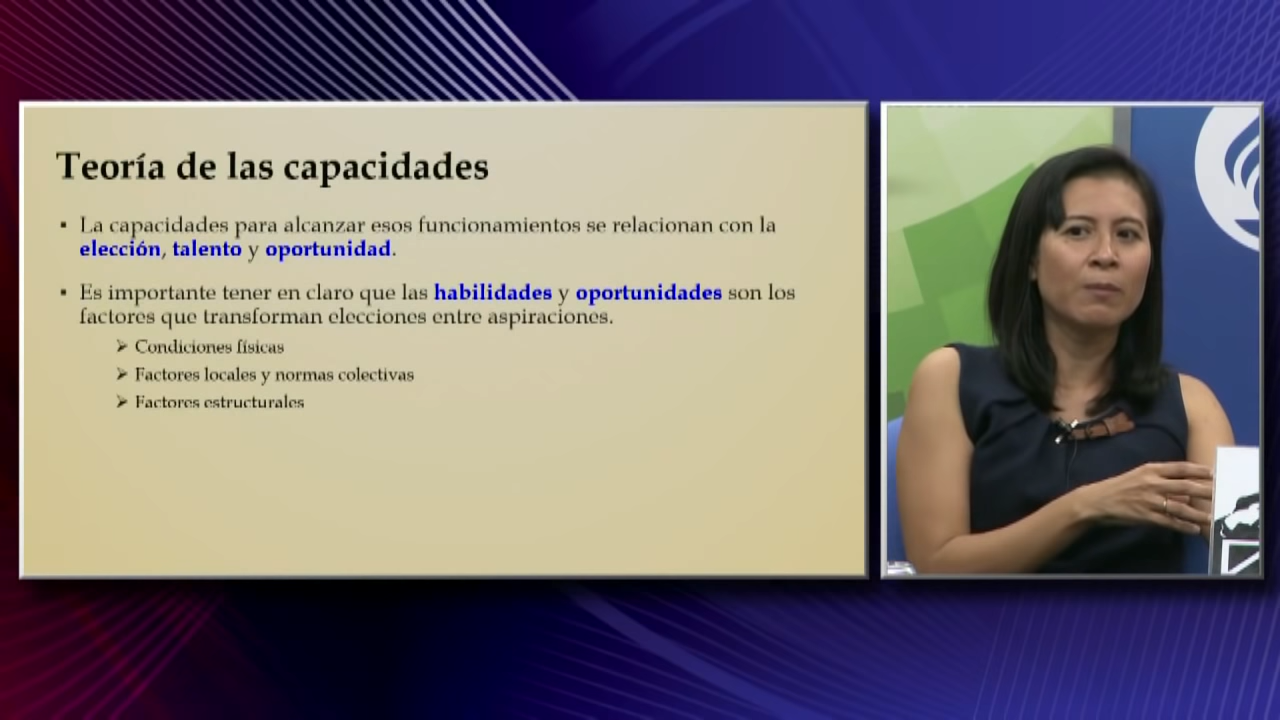 Teoría de las capacidades
▪ La capacidades para alcanzar esos funcionamientos se relacionan con la
elección, talento y oportunidad.
▪ Es importante tener en claro que las habilidades y oportunidades son los
factores que transforman elecciones entre aspiraciones.
➢ Condiciones físicas
➢ Factores locales y normas colectivas
➢ Factores estructurales